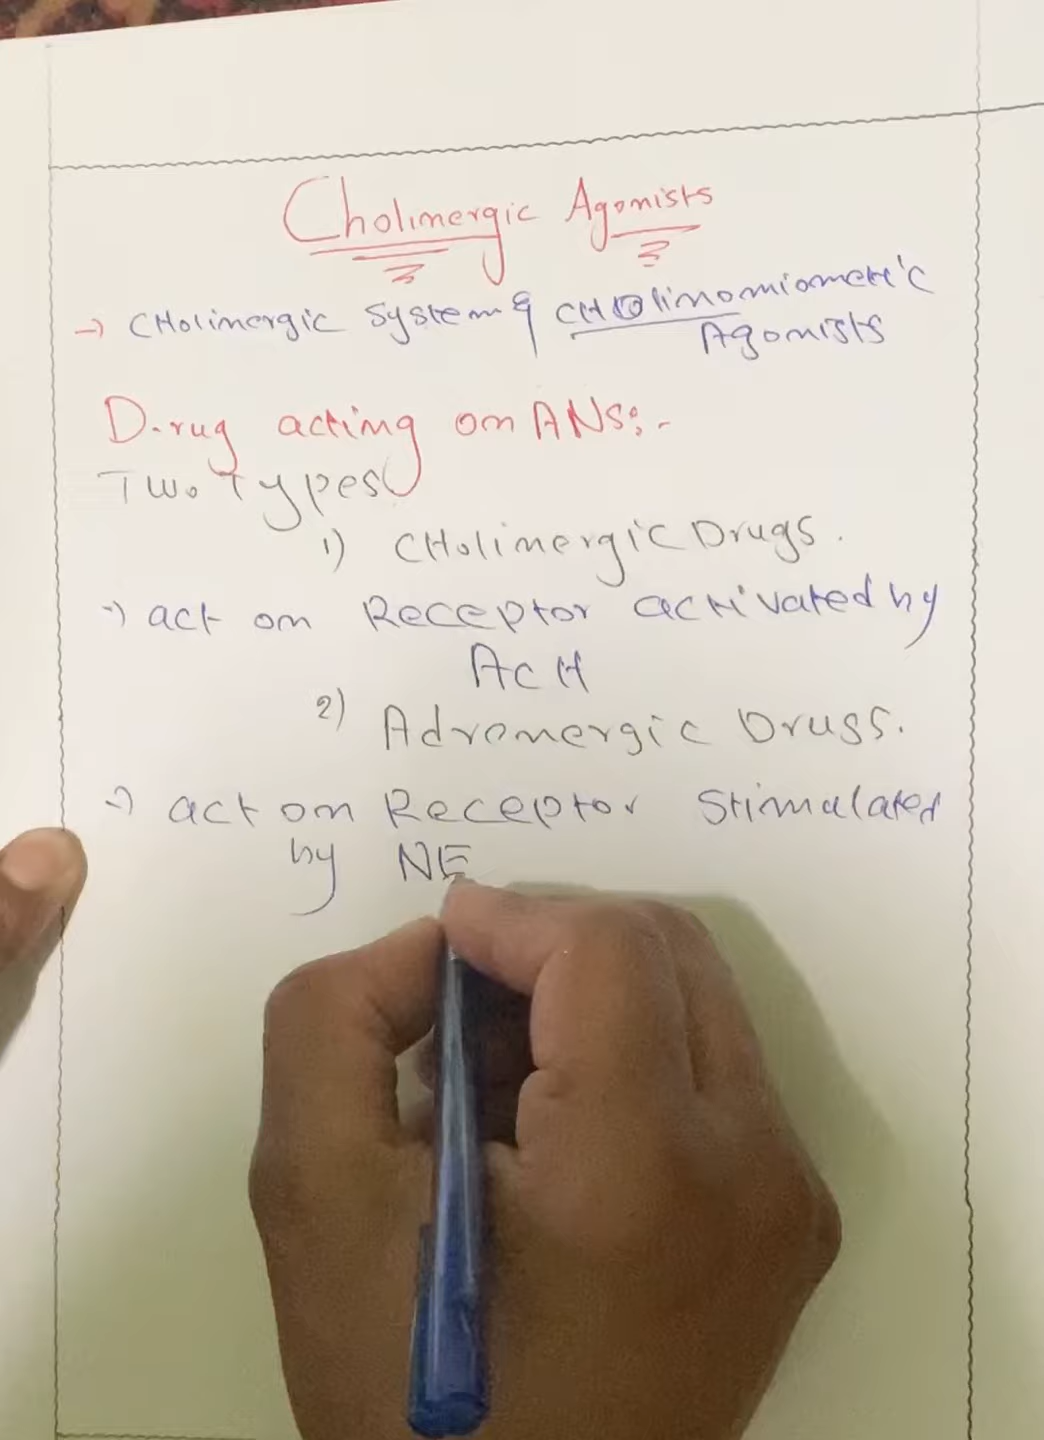 Cholinergic Agonists
→ CHolinergic System & CHOlinomiometic
Agonists
Drug acting on ANS:-
Two Types
1) CHolinergic Drugs.
→ act on Receptor activated by
ACH
2) Adrenergic Drugs.
→ act on Receptor Stimulated
by NE